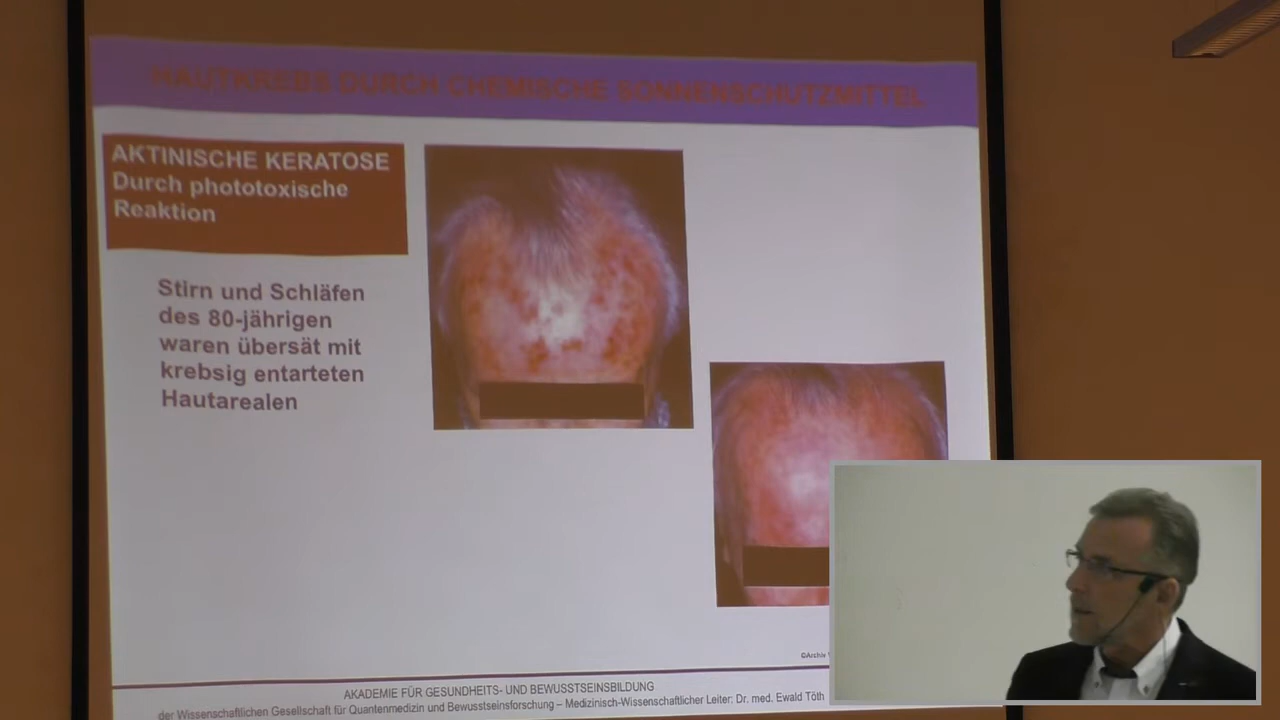 HAUTKREBS DURCH CHEMISCHE SONNENSCHUTZMITTEL
AKTINISCHE KERATOSE
Durch phototoxische
Reaktion
Stirn und Schläfen
des 80-jährigen
waren übersät mit
krebsig entarteten
Hautarealen
©Archiv
AKADEMIE FÜR GESUNDHEITS- UND BEWUSSTSEINSBILDUNG
der Wissenschaftlichen Gesellschaft für Quantenmedizin und Bewusstseinsforschung – Medizinisch-Wissenschaftlicher Leiter: Dr. med. Ewald Töth